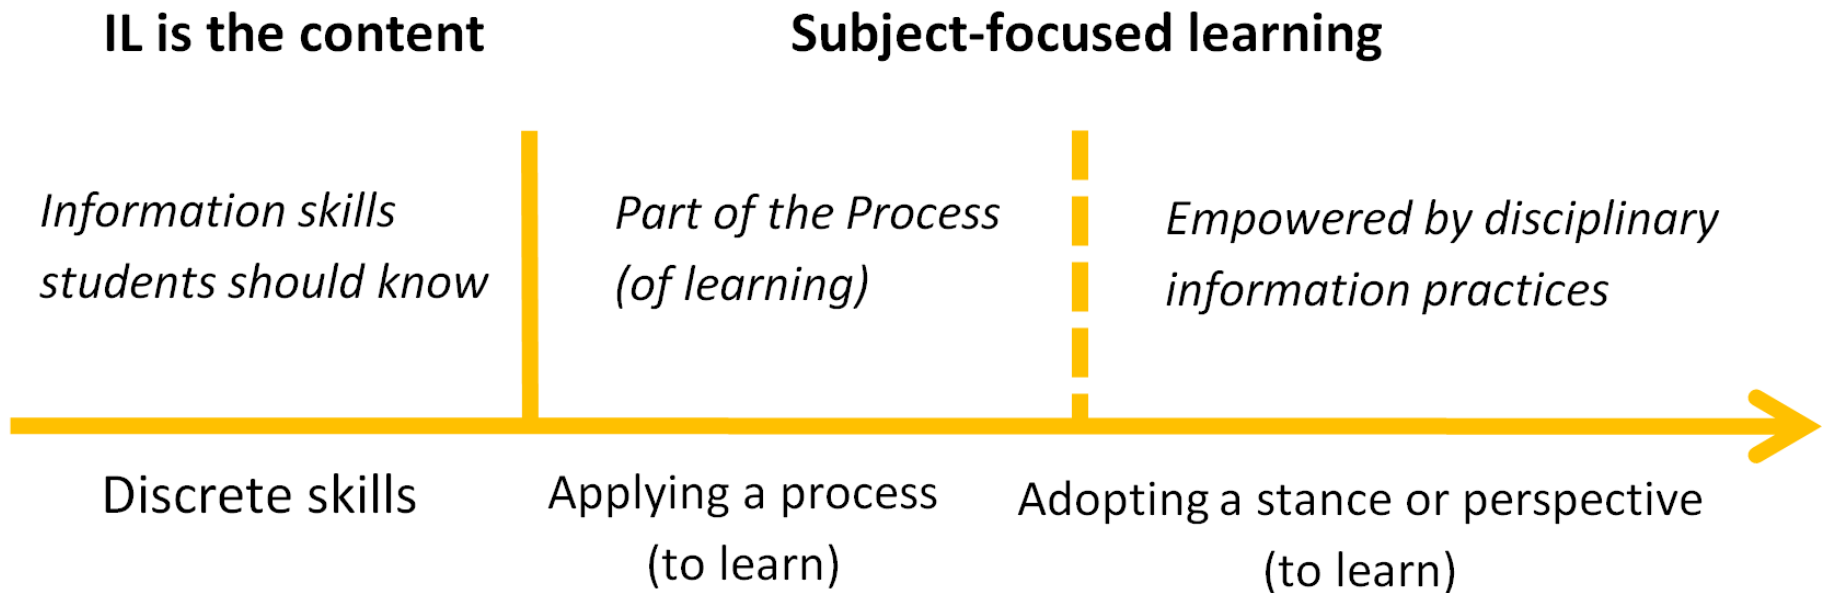 IL is the content
Subject-focused learning
Information skills
students should know
Part of the Process
(of learning)
Empowered by disciplinary
information practices
Discrete skills
Applying a process
(to learn)
Adopting a stance or perspective
(to learn)